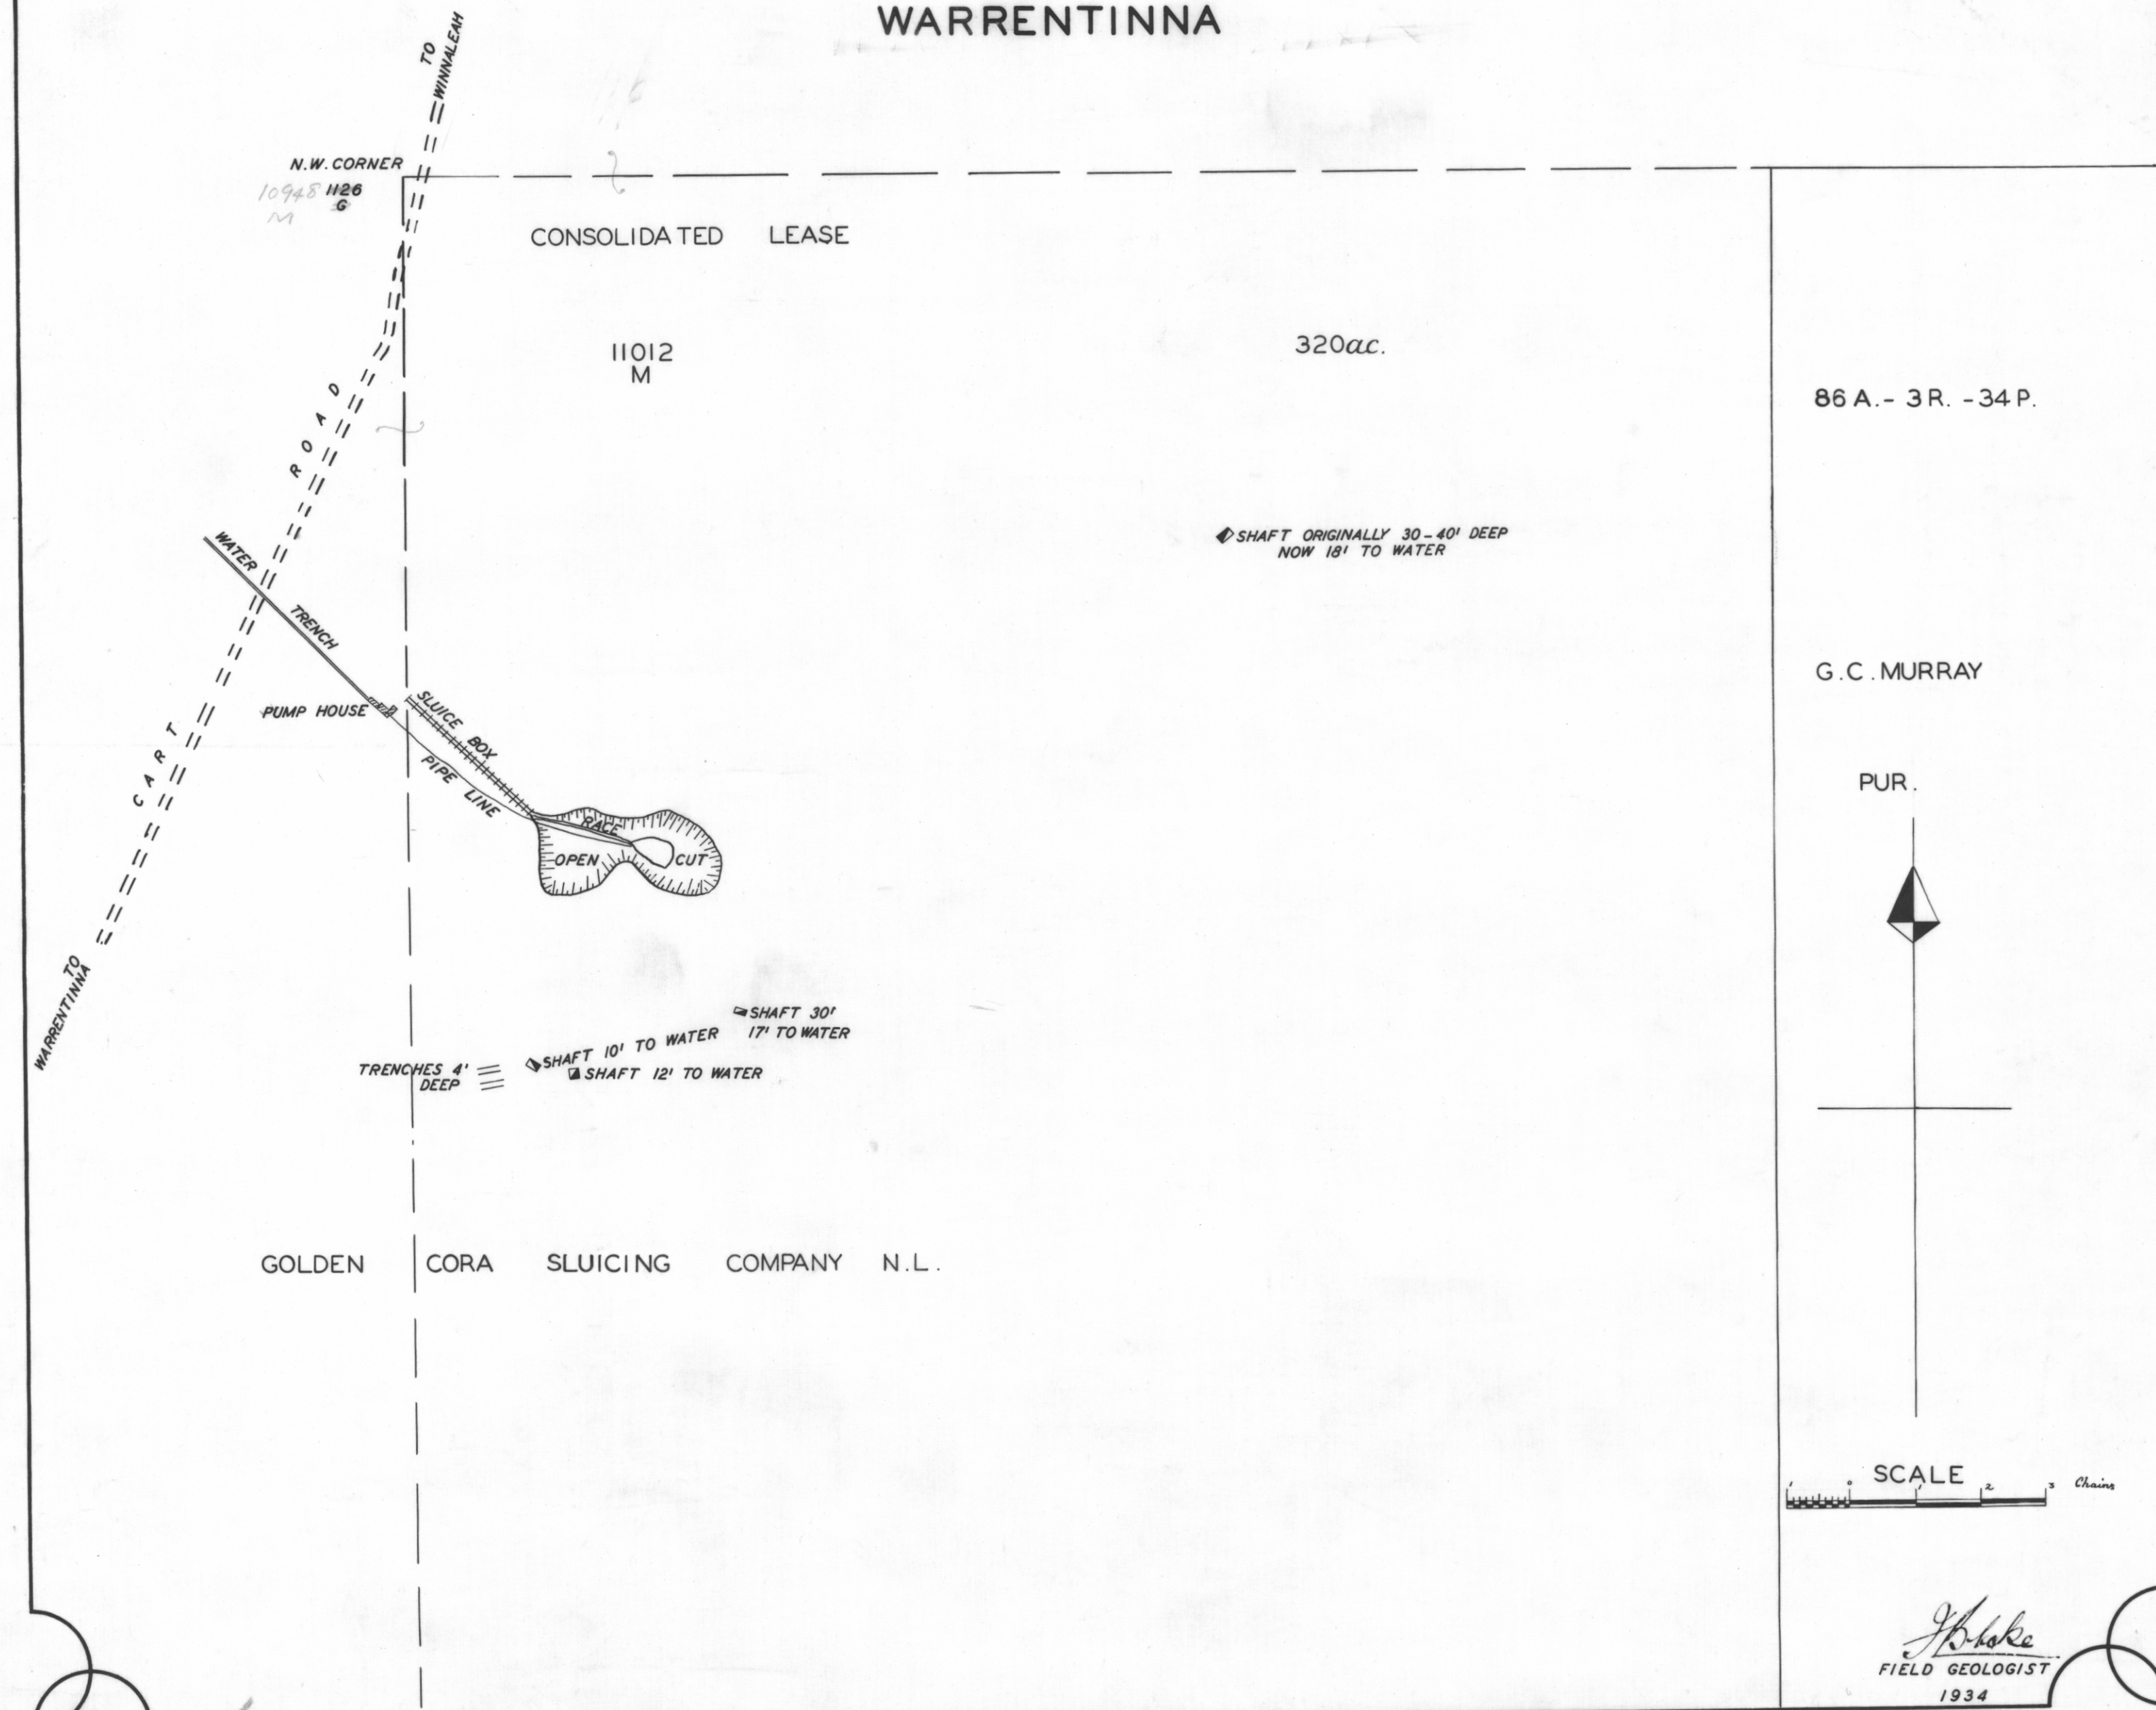 WARRENTINNA
TO
WINNALEAH
N.W. CORNER
10948 1126
M G
CONSOLIDATED LEASE
11012
M
320ac.
86 A. - 3 R. - 34 P.
CART ROAD
SHAFT ORIGINALLY 30-40' DEEP
NOW 18' TO WATER
WATER TRENCH
G.C. MURRAY
PUMP HOUSE
SLUICE BOX
PIPE LINE
PUR.
RACE
OPEN CUT
TO
WARRENTINNA
SHAFT 30'
17' TO WATER
SHAFT 10' TO WATER
TRENCHES 4'
DEEP
SHAFT 12' TO WATER
GOLDEN CORA SLUICING COMPANY N.L.
SCALE
1 0 1 2 3 Chains
FIELD GEOLOGIST
1934